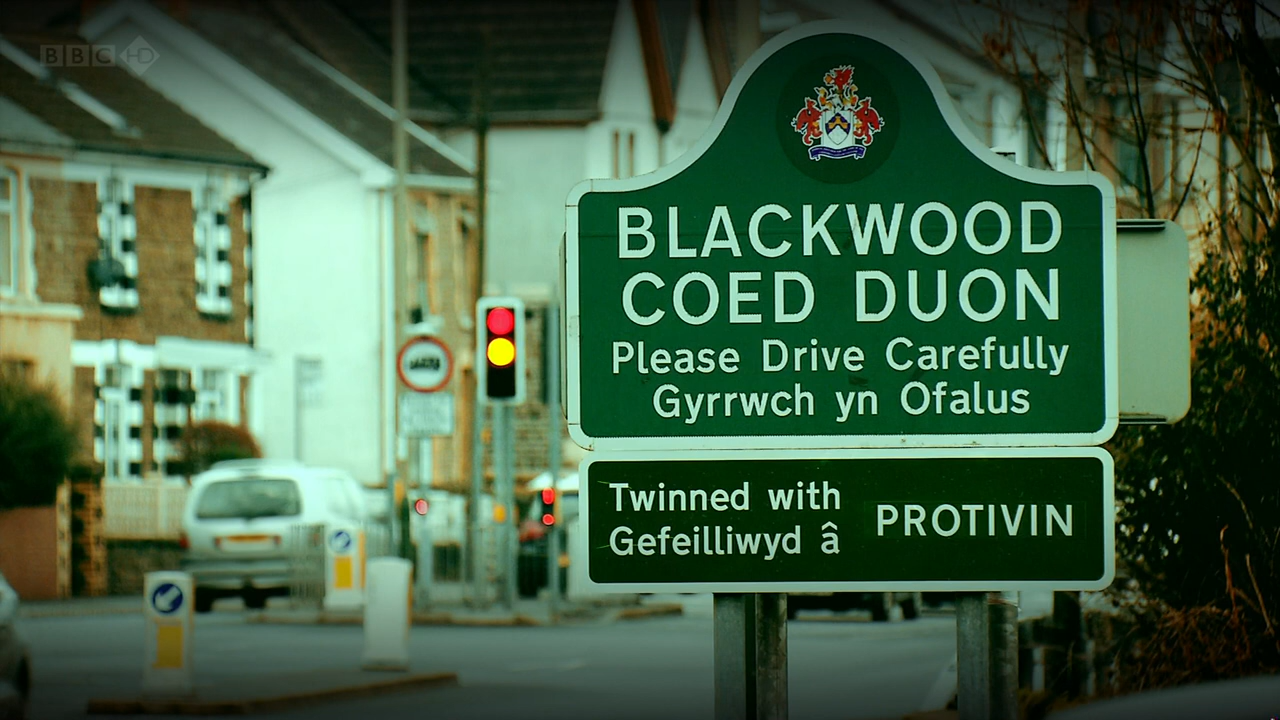 BBC HD
BLACKWOOD
COED DUON
Please Drive Carefully
Gyrrwch yn Ofalus
Twinned with
Gefeilliwyd â
PROTIVIN